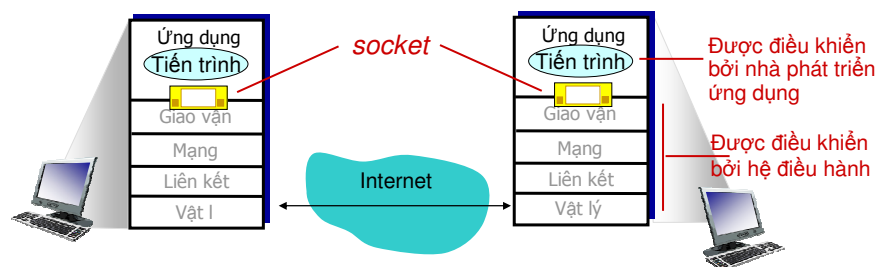 Ứng dụng
Tiến trình
Giao vận
Mạng
Liên kết
Vật l
socket
Internet
Ứng dụng
Tiến trình
Giao vận
Mạng
Liên kết
Vật lý
Được điều khiển
bởi nhà phát triển
ứng dụng
Được điều khiển
bởi hệ điều hành